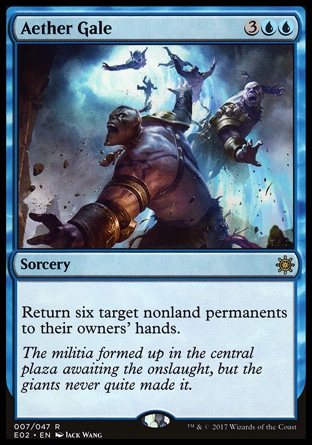 Aether Gale 3
Sorcery
Return six target nonland permanents
to their owners' hands.
The militia formed up in the central
plaza awaiting the onslaught, but the
giants never quite made it.
007/047 R
E02 • EN Jack Wang
™ & © 2017 Wizards of the Coast